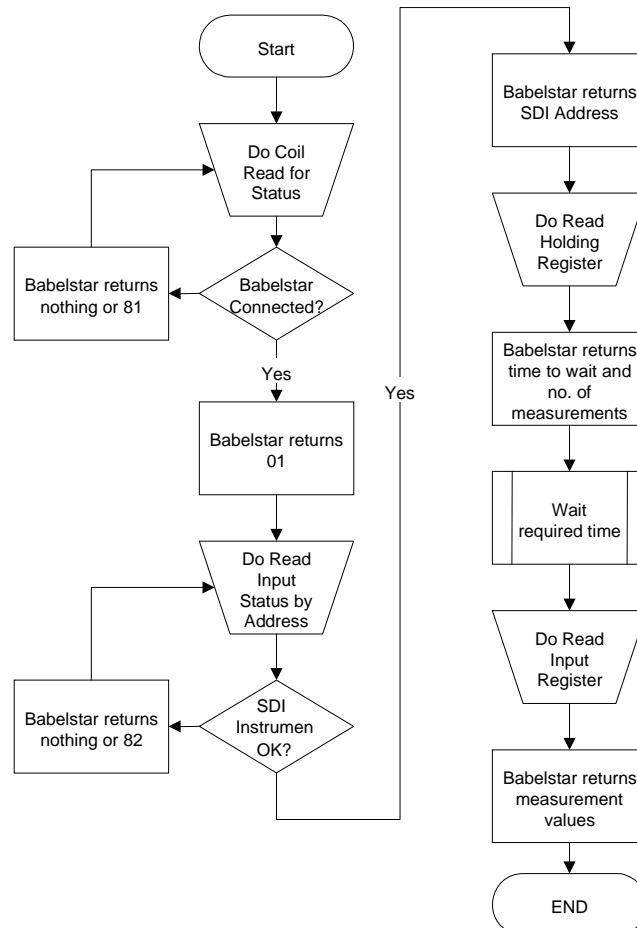 Start
Do Coil
Read for
Status
Babelstar
Connected?
Babelstar returns
nothing or 81
Yes
Babelstar returns
01
Do Read
Input
Status by
Address
SDI
Instrumen
OK?
Babelstar returns
nothing or 82
Yes
Babelstar returns
SDI Address
Do Read
Holding
Register
Babelstar returns
time to wait and
no. of
measurements
Wait
required time
Do Read
Input
Register
Babelstar returns
measurement
values
END